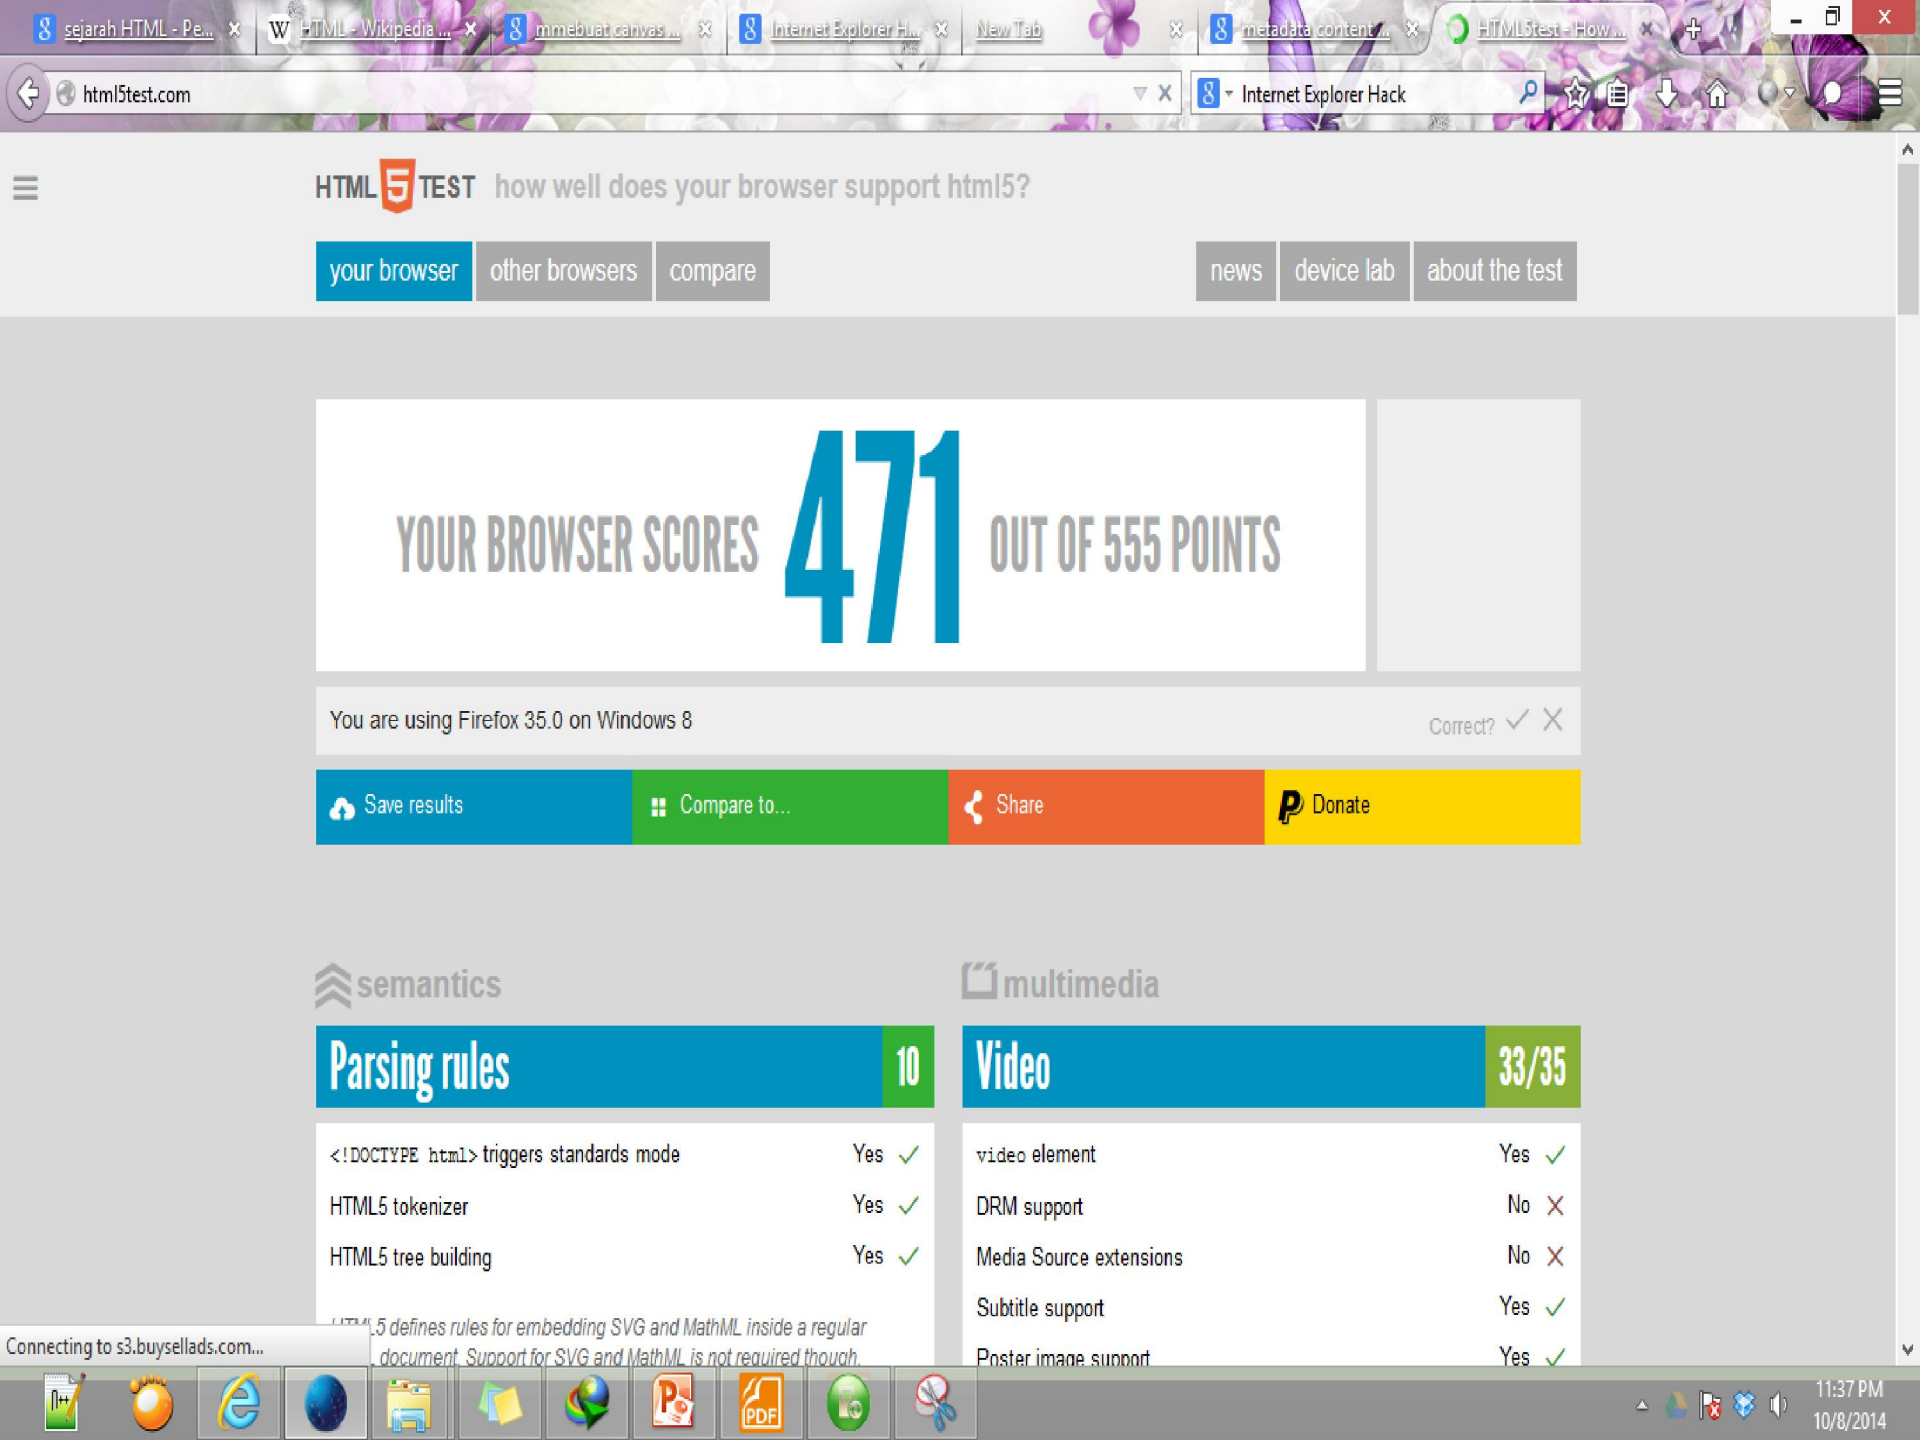 sejarah HTML - Pe...
W HTML - Wikipedia ...
mmebuat canvas ...
Internet Explorer H...
New Tab
metadata content ...
HTML5test - How ...
html5test.com
Internet Explorer Hack
HTML 5 TEST how well does your browser support html5?
your browser other browsers compare news device lab about the test
YOUR BROWSER SCORES 471 OUT OF 555 POINTS
You are using Firefox 35.0 on Windows 8 Correct?
Save results Compare to... Share Donate
semantics
Parsing rules 10
<!DOCTYPE html> triggers standards mode Yes
HTML5 tokenizer Yes
HTML5 tree building Yes
HTML5 defines rules for embedding SVG and MathML inside a regular
document. Support for SVG and MathML is not required though.
multimedia
Video 33/35
video element Yes
DRM support No
Media Source extensions No
Subtitle support Yes
Poster image support Yes
Connecting to s3.buysellads.com...
PDF
11:37 PM
10/8/2014